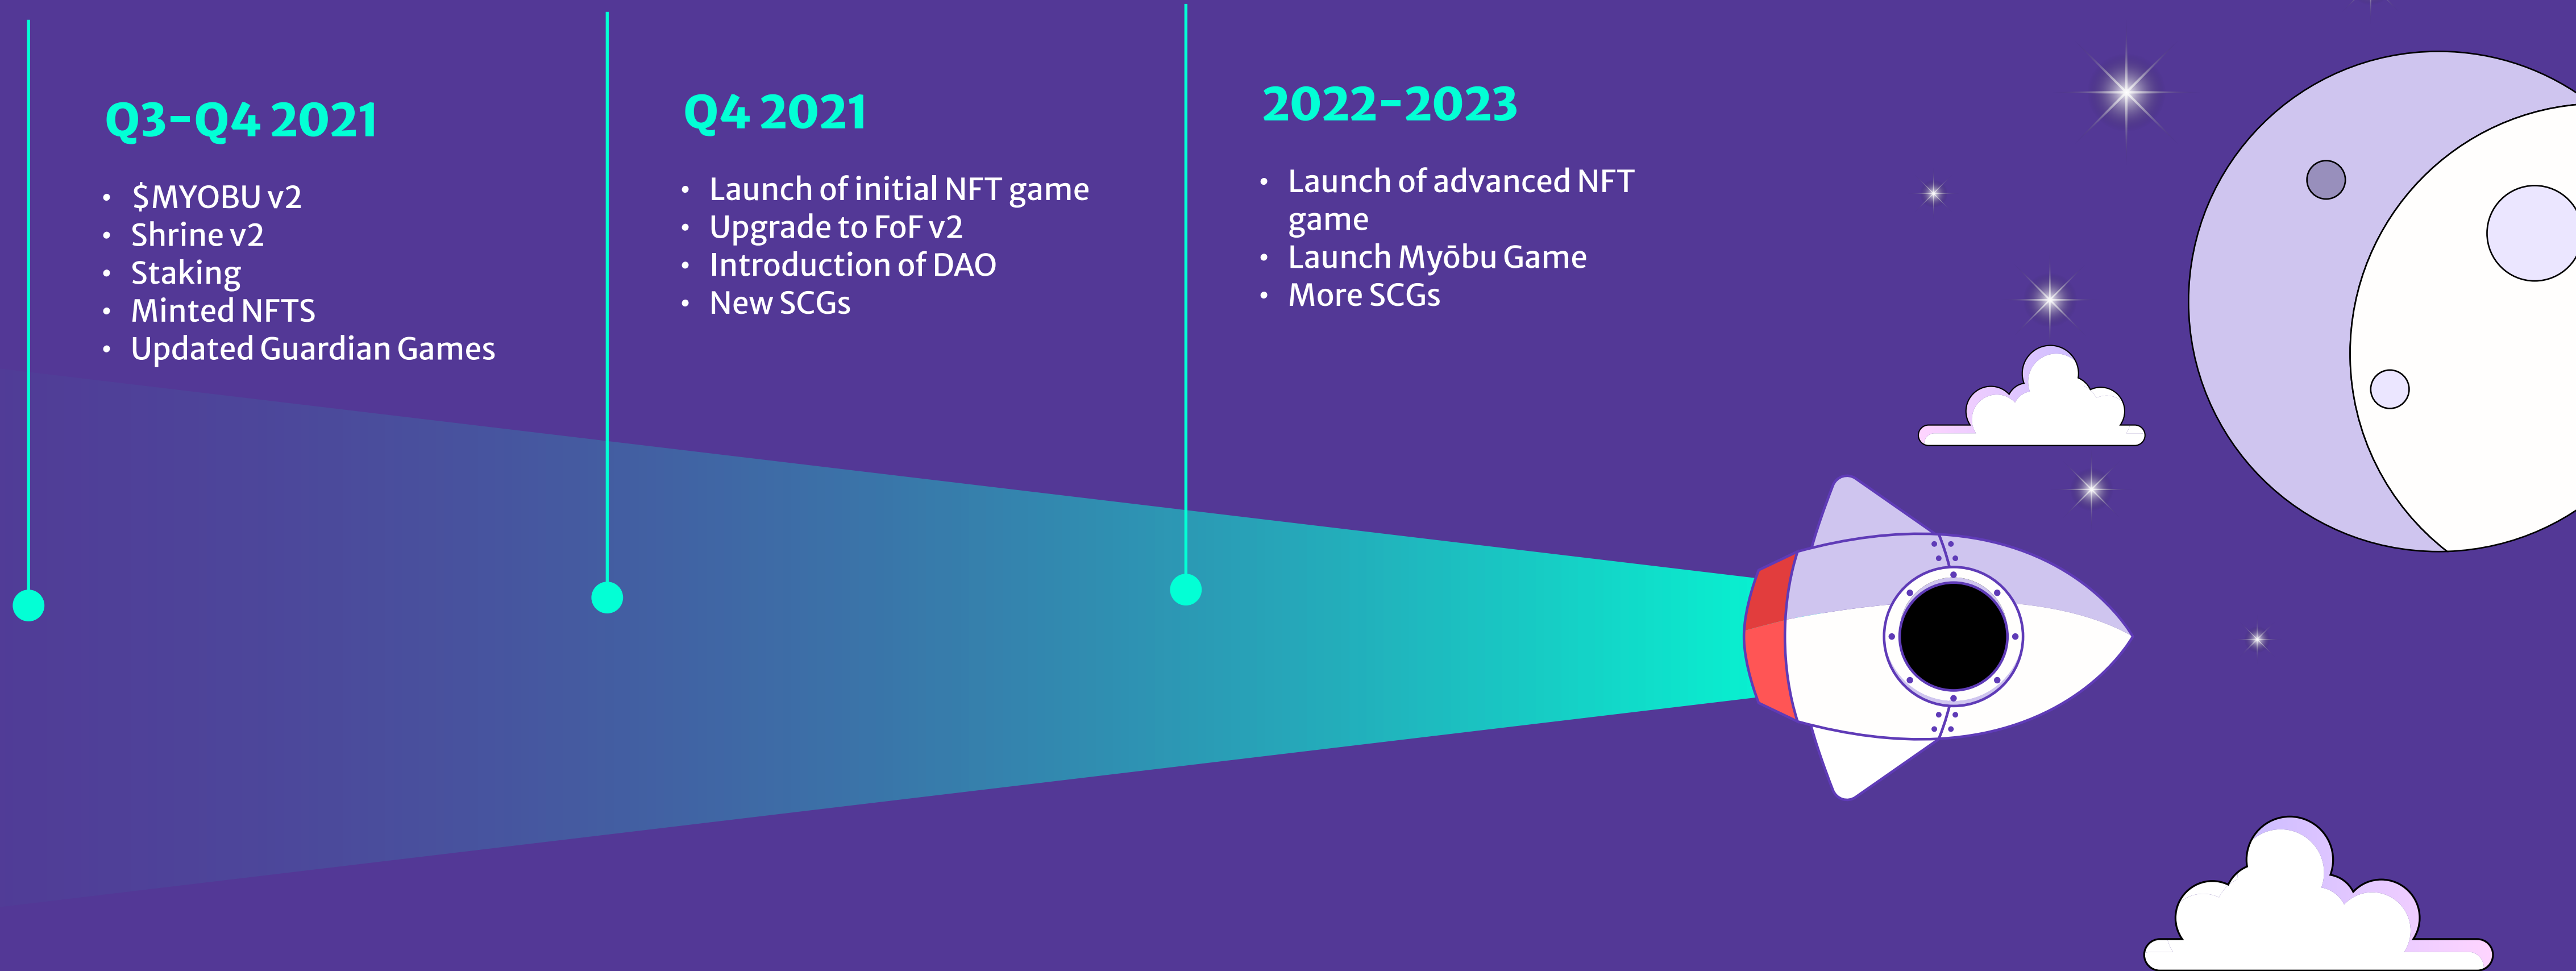 Q3-Q4 2021
• $MYOBU v2
• Shrine v2
• Staking
• Minted NFTS
• Updated Guardian Games
Q4 2021
• Launch of initial NFT game
• Upgrade to FoF v2
• Introduction of DAO
• New SCGs
2022-2023
• Launch of advanced NFT
game
• Launch Myōbu Game
• More SCGs